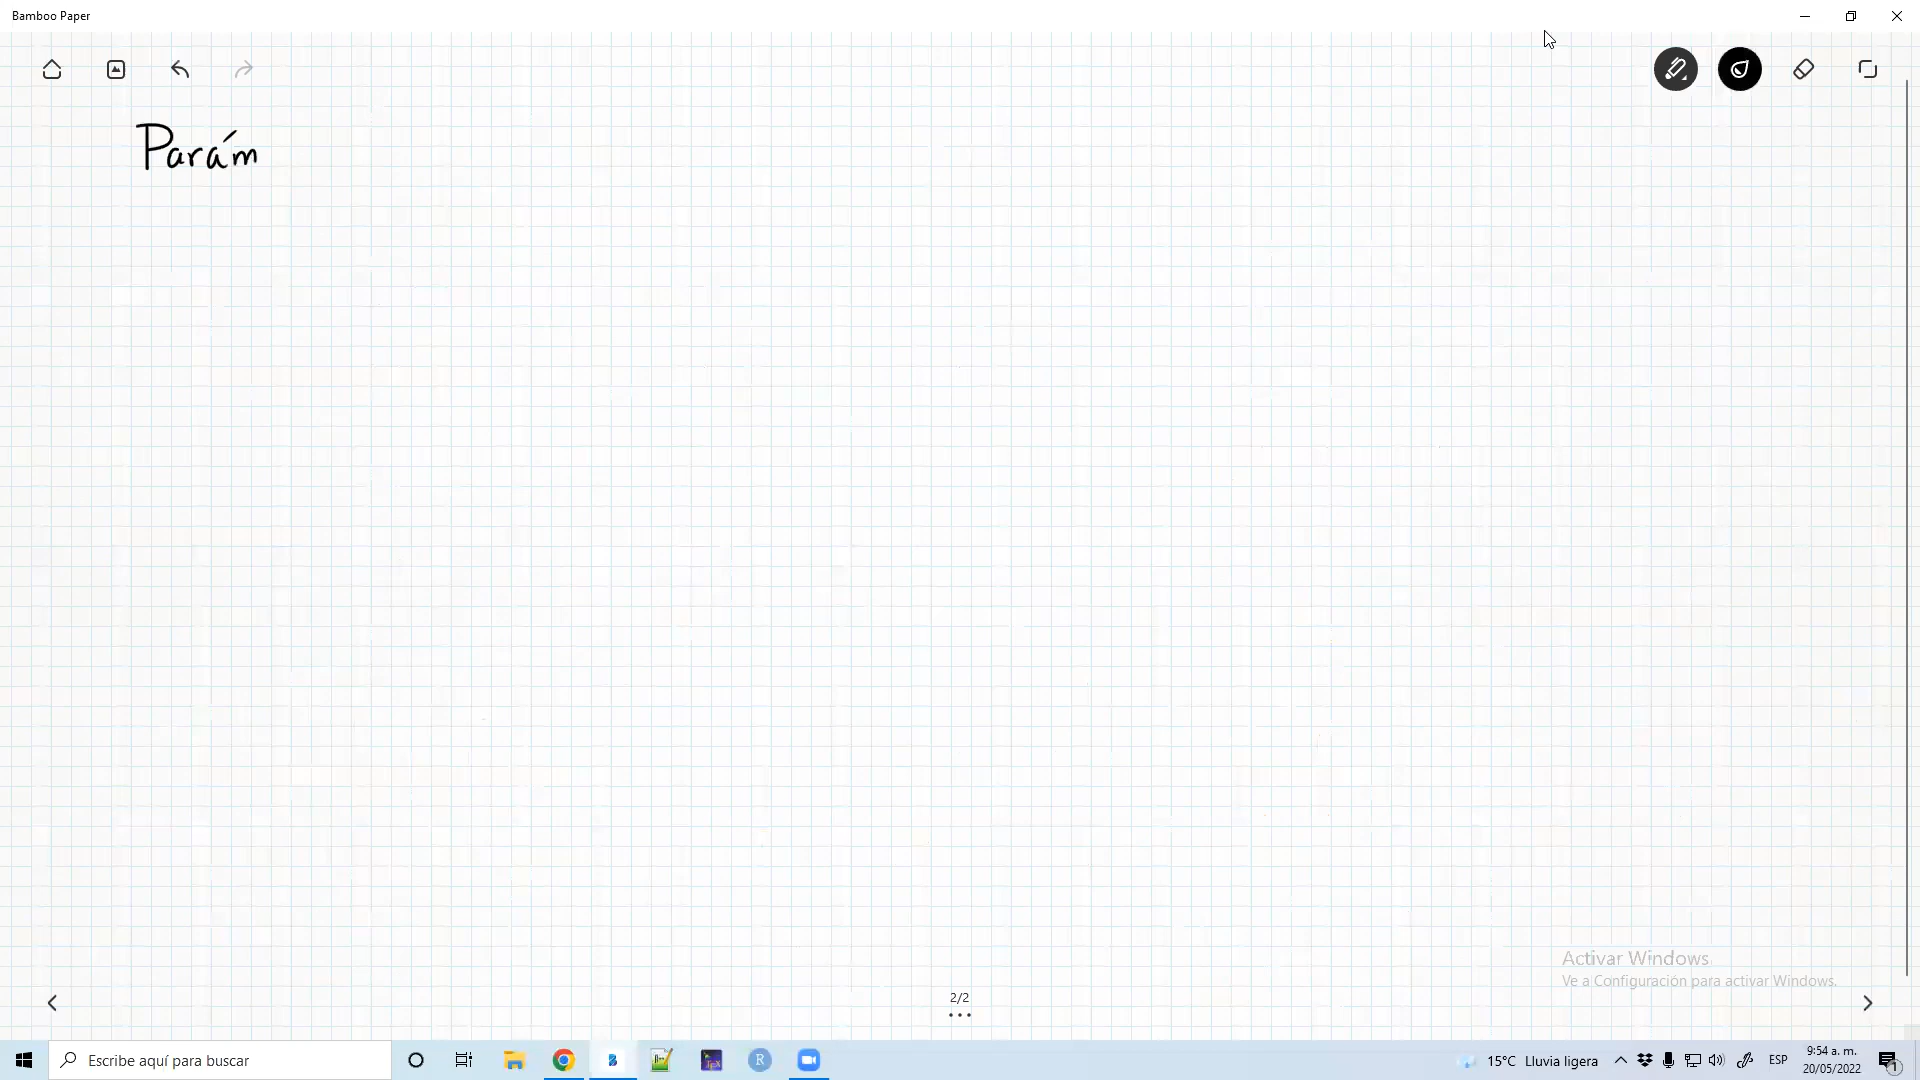 Bamboo Paper
Parám
Activar Windows
Ve a Configuración para activar Windows.
2/2
Escribe aquí para buscar
15°C Lluvia ligera
ESP
9:54 a. m.
20/05/2022
1